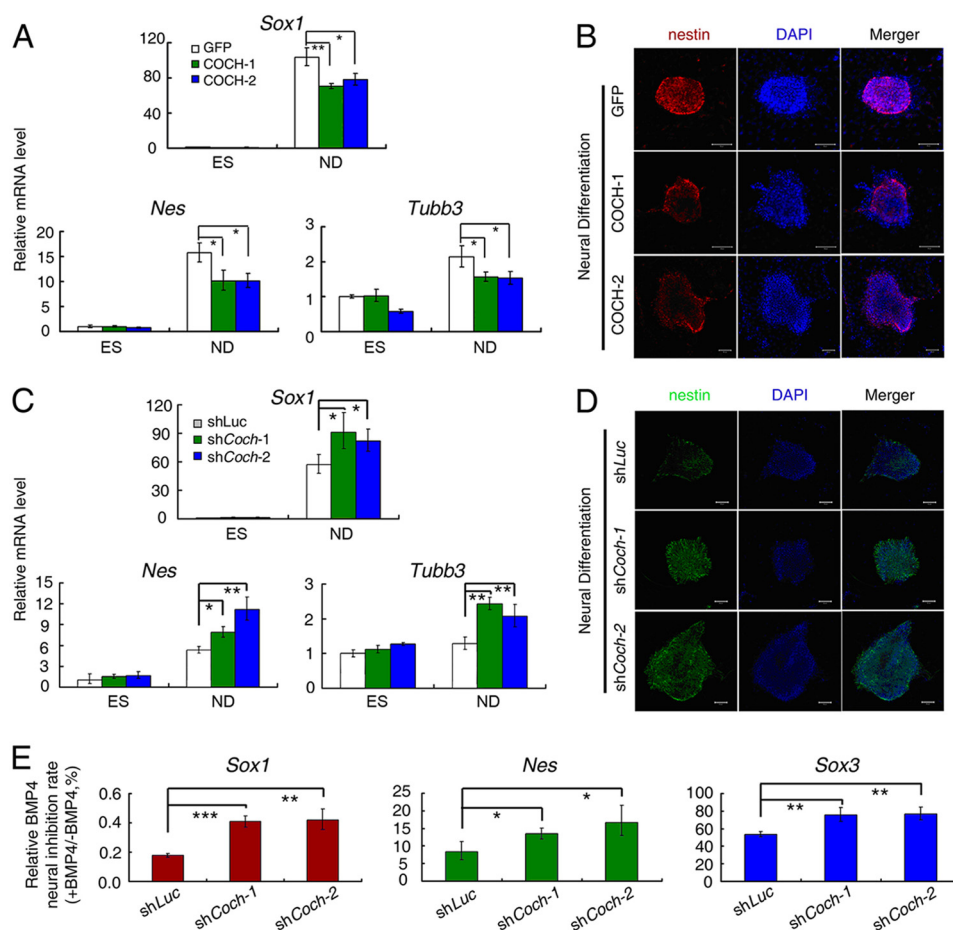 A
Sox1
GFP
COCH-1
COCH-2
**
*
120
80
40
0
ES
ND
Relative mRNA level
Nes
*
*
20
15
10
5
0
ES
ND
Tubb3
*
*
3
2
1
0
ES
ND
B
nestin
DAPI
Merger
Neural Differentiation
GFP
COCH-1
COCH-2
C
Sox1
shLuc
shCoch-1
shCoch-2
*
*
120
90
60
30
0
ES
ND
Relative mRNA level
Nes
*
**
15
12
9
6
3
0
ES
ND
Tubb3
**
**
3
2
1
0
ES
ND
D
nestin
DAPI
Merger
Neural Differentiation
shLuc
shCoch-1
shCoch-2
E
Relative BMP4
neural inhibition rate
(+BMP4/-BMP4,%)
Sox1
***
**
0.6
0.4
0.2
0
shLuc
shCoch-1
shCoch-2
Nes
*
*
25
20
15
10
5
0
shLuc
shCoch-1
shCoch-2
Sox3
**
**
100
80
60
40
20
0
shLuc
shCoch-1
shCoch-2